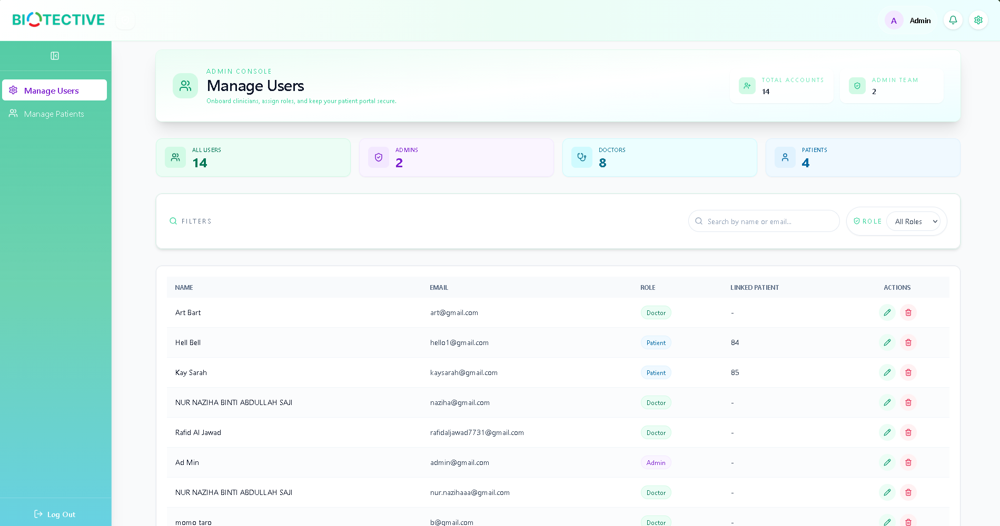 BIOTECTIVE
A Admin
Manage Users
Manage Patients
Log Out
ADMIN CONSOLE
Manage Users
Onboard clinicians, assign roles, and keep your patient portal secure.
TOTAL ACCOUNTS
14
ADMIN TEAM
2
ALL USERS
14
ADMINS
2
DOCTORS
8
PATIENTS
4
FILTERS
Search by name or email...
ROLE All Roles
NAME EMAIL ROLE LINKED PATIENT ACTIONS
Art Bart art@gmail.com Doctor -
Hell Bell hello1@gmail.com Patient 84
Kay Sarah kaysarah@gmail.com Patient 85
NUR NAZIHA BINTI ABDULLAH SAJI naziha@gmail.com Doctor -
Rafid Al Jawad rafidaljawad7731@gmail.com Doctor -
Ad Min admin@gmail.com Admin -
NUR NAZIHA BINTI ABDULLAH SAJI nur.nazihaaa@gmail.com Doctor -
momo taro b@gmail.com Doctor -